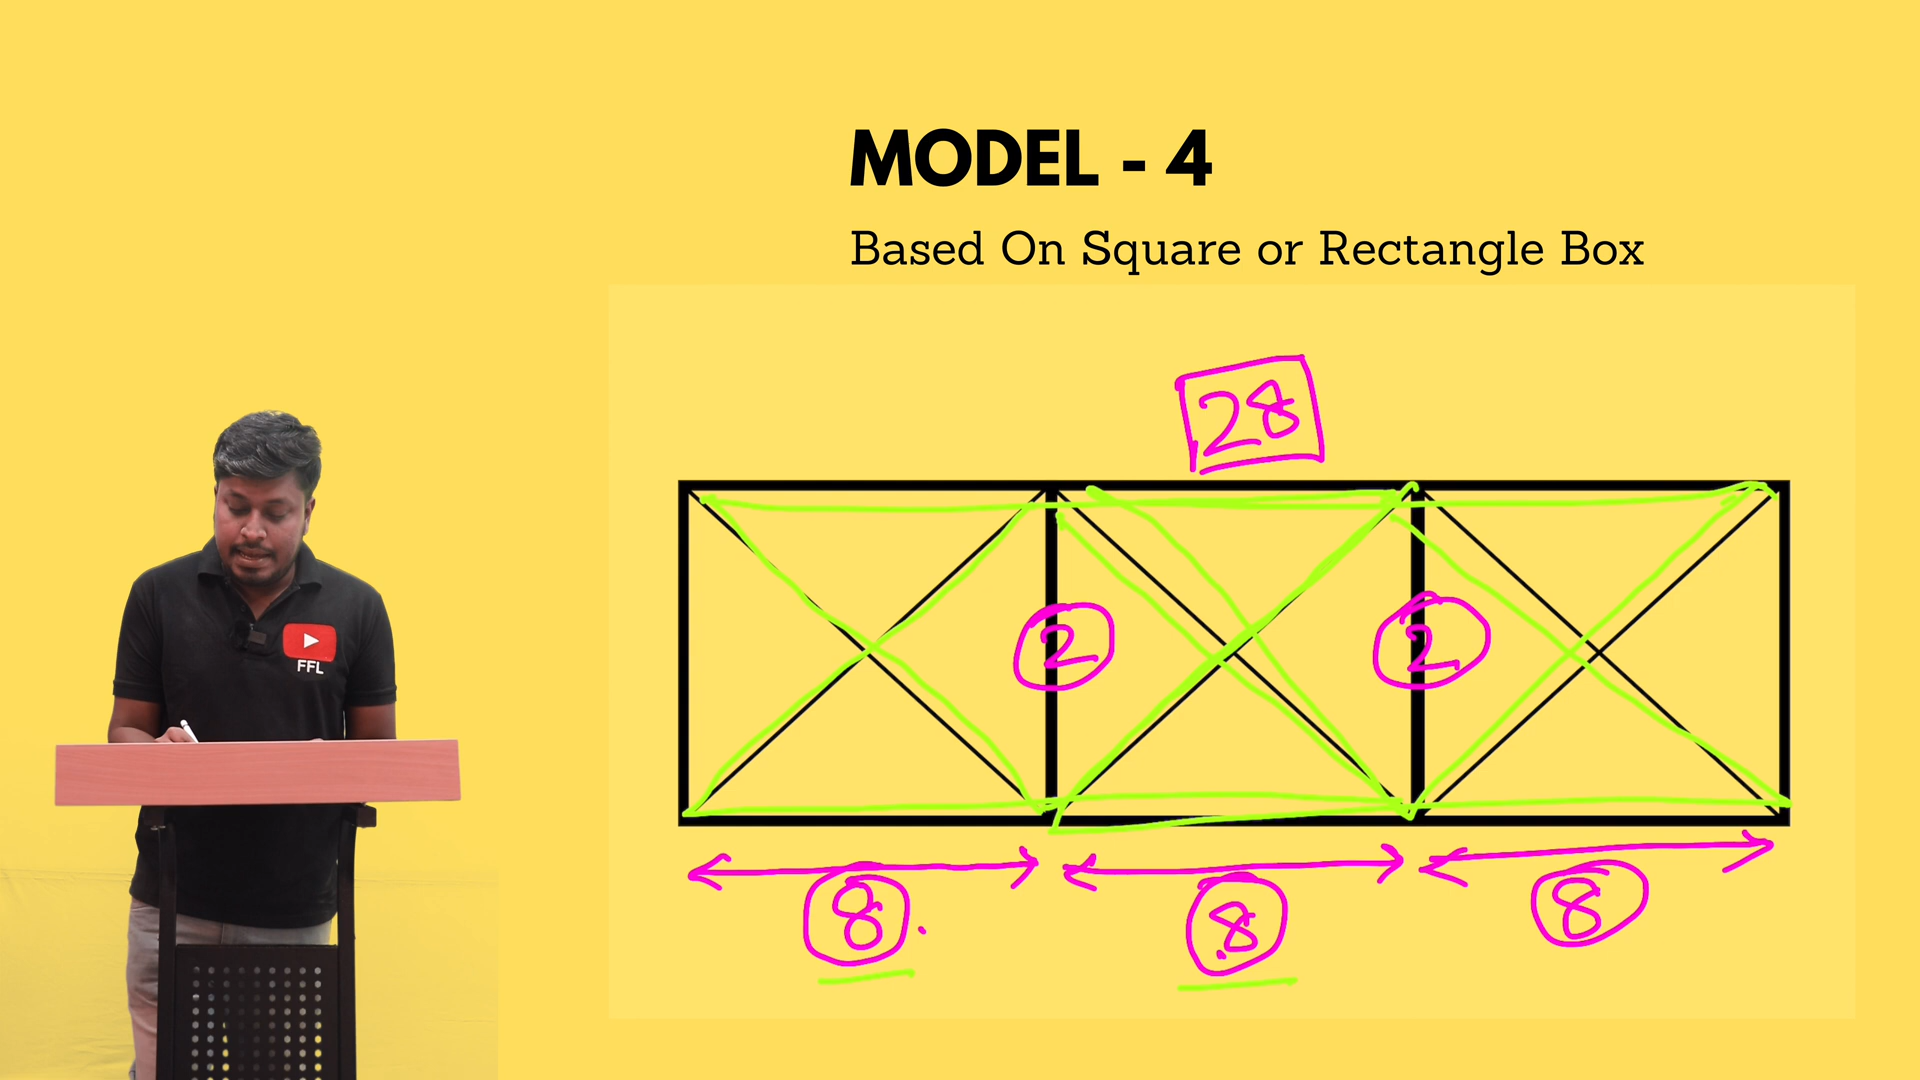 MODEL - 4
Based On Square or Rectangle Box
28
2 2
FFL
8. 8 8